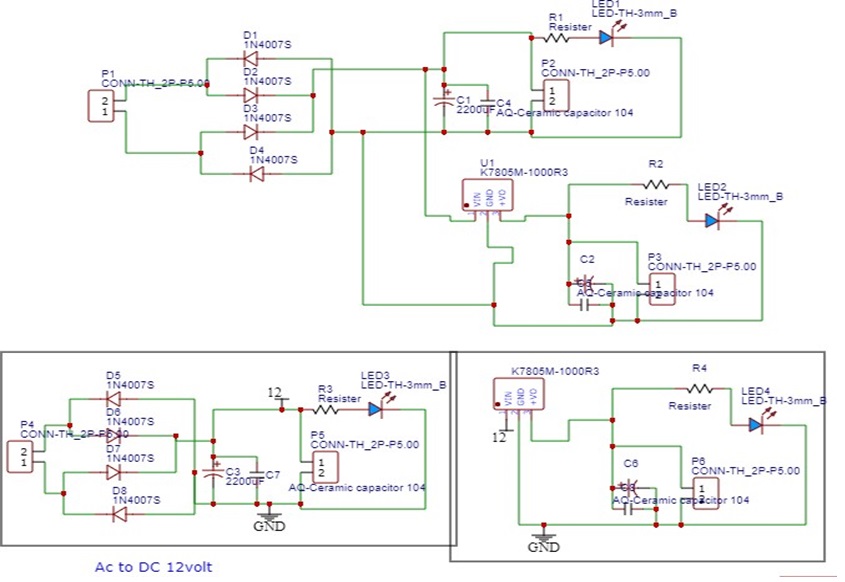 LED1
LED-TH-3mm_B
R1
Resister
D1
1N4007S
D2
1N4007S
P1
CONN-TH_2P-P5.00
2
1
P2
CONN-TH_2P-P5.00
1
2
D3
1N4007S
C1
2200uF
C4
AQ-Ceramic capacitor 104
D4
1N4007S
U1
K7805M-1000R3
VIN
GND
+VO
1
2
3
R2
Resister
LED2
LED-TH-3mm_B
C2
P3
CONN-TH_2P-P5.00
1
2
AQ-Ceramic capacitor 104
D5
1N4007S
D6
1N4007S
P4
CONN-TH_2P-P5.00
2
1
D7
1N4007S
D8
1N4007S
12
R3
Resister
LED3
LED-TH-3mm_B
P5
CONN-TH_2P-P5.00
1
2
C3
2200uF
C7
AQ-Ceramic capacitor 104
GND
K7805M-1000R3
VIN
GND
+VO
12
R4
Resister
LED4
LED-TH-3mm_B
C6
P6
CONN-TH_2P-P5.00
1
2
AQ-Ceramic capacitor 104
GND
Ac to DC 12volt